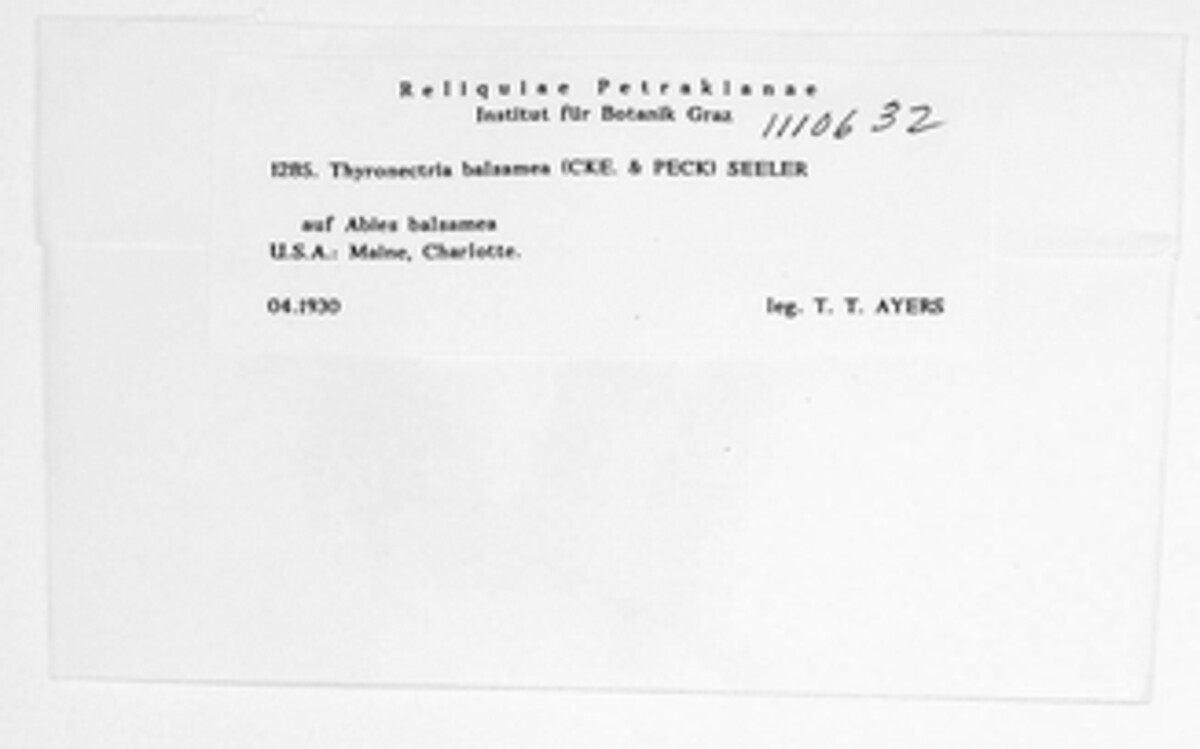 Reliquiae Petrakianae
Institut für Botanik Graz
1110632
1285. Thyronectria balsamea (CKE. & PECK) SEELER
auf Abies balsamea
U.S.A.: Maine, Charlotte.
04.1930 leg. T. T. AYERS